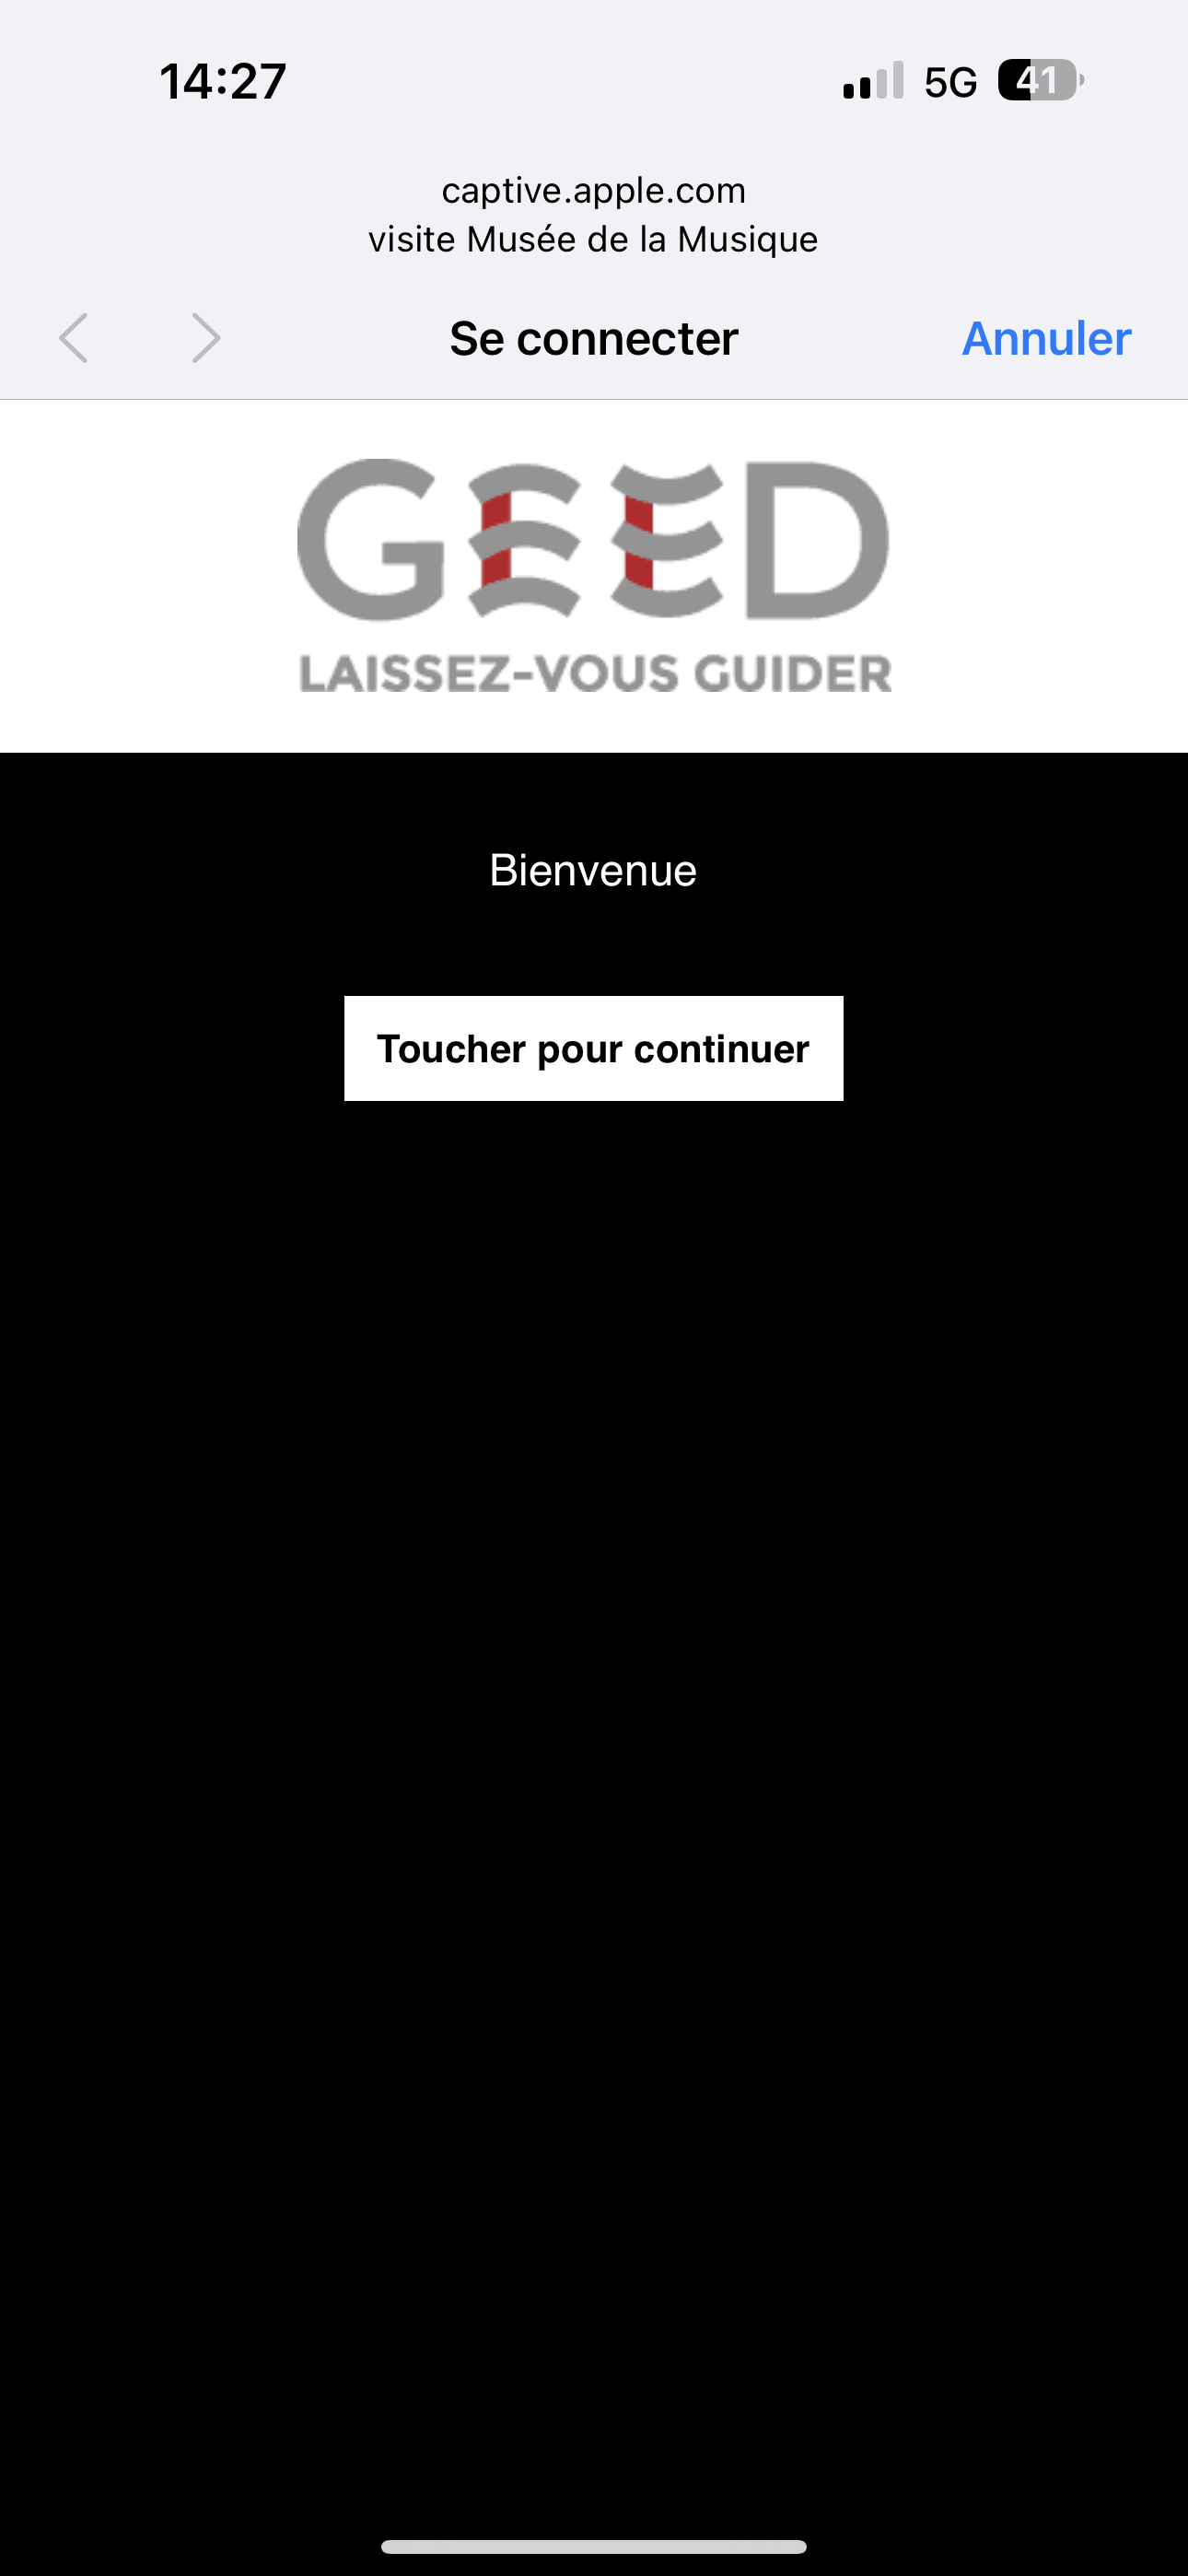 14:27
5G 41
captive.apple.com
visite Musée de la Musique
Se connecter
Annuler
GEED
LAISSEZ-VOUS GUIDER
Bienvenue
Toucher pour continuer